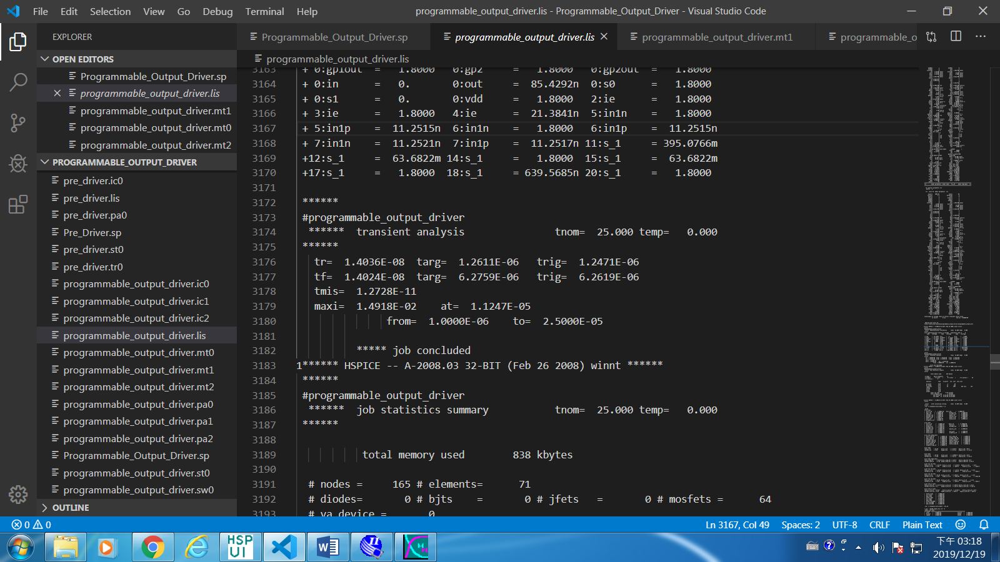 File Edit Selection View Go Debug Terminal Help
programmable_output_driver.lis - Programmable_Output_Driver - Visual Studio Code
EXPLORER
OPEN EDITORS
Programmable_Output_Driver.sp
programmable_output_driver.lis
programmable_output_driver.mt1
programmable_output_driver.mt0
programmable_output_driver.mt2
PROGRAMMABLE_OUTPUT_DRIVER
pre_driver.ic0
pre_driver.lis
pre_driver.pa0
Pre_Driver.sp
pre_driver.st0
pre_driver.tr0
programmable_output_driver.ic0
programmable_output_driver.ic1
programmable_output_driver.ic2
programmable_output_driver.lis
programmable_output_driver.mt0
programmable_output_driver.mt1
programmable_output_driver.mt2
programmable_output_driver.pa0
programmable_output_driver.pa1
programmable_output_driver.pa2
Programmable_Output_Driver.sp
programmable_output_driver.st0
programmable_output_driver.sw0
OUTLINE
Programmable_Output_Driver.sp programmable_output_driver.lis programmable_output_driver.mt1 programmable_o
programmable_output_driver.lis
3163 + 0:gp1out = 1.8000 0:gp2 = 1.8000 0:gp2out = 1.8000
3164 + 0:in = 0. 0:out = 85.4292n 0:s0 = 1.8000
3165 + 0:s1 = 0. 0:vdd = 1.8000 2:ie = 1.8000
3166 + 3:ie = 1.8000 4:ie = 21.3841n 5:in1n = 1.8000
3167 + 5:in1p = 11.2515n 6:in1n = 1.8000 6:in1p = 11.2515n
3168 + 7:in1n = 11.2521n 7:in1p = 11.2517n 11:s_1 = 395.0766m
3169 +12:s_1 = 63.6822m 14:s_1 = 1.8000 15:s_1 = 63.6822m
3170 +17:s_1 = 1.8000 18:s_1 = 639.5685n 20:s_1 = 1.8000
3171
3172 ******
3173 #programmable_output_driver
3174 ****** transient analysis tnom= 25.000 temp= 0.000
3175 ******
3176 tr= 1.4036E-08 targ= 1.2611E-06 trig= 1.2471E-06
3177 tf= 1.4024E-08 targ= 6.2759E-06 trig= 6.2619E-06
3178 tmis= 1.2728E-11
3179 maxi= 1.4918E-02 at= 1.1247E-05
3180 from= 1.0000E-06 to= 2.5000E-05
3181
3182 ***** job concluded
3183 1****** HSPICE -- A-2008.03 32-BIT (Feb 26 2008) winnt ******
3184 ******
3185 #programmable_output_driver
3186 ****** job statistics summary tnom= 25.000 temp= 0.000
3187 ******
3188
3189 total memory used 838 kbytes
3190
3191 # nodes = 165 # elements= 71
3192 # diodes= 0 # bjts = 0 # jfets = 0 # mosfets = 64
3193 # va device = 0
0 0
Ln 3167, Col 49 Spaces: 2 UTF-8 CRLF Plain Text
HSP UI
下午 03:18
2019/12/19